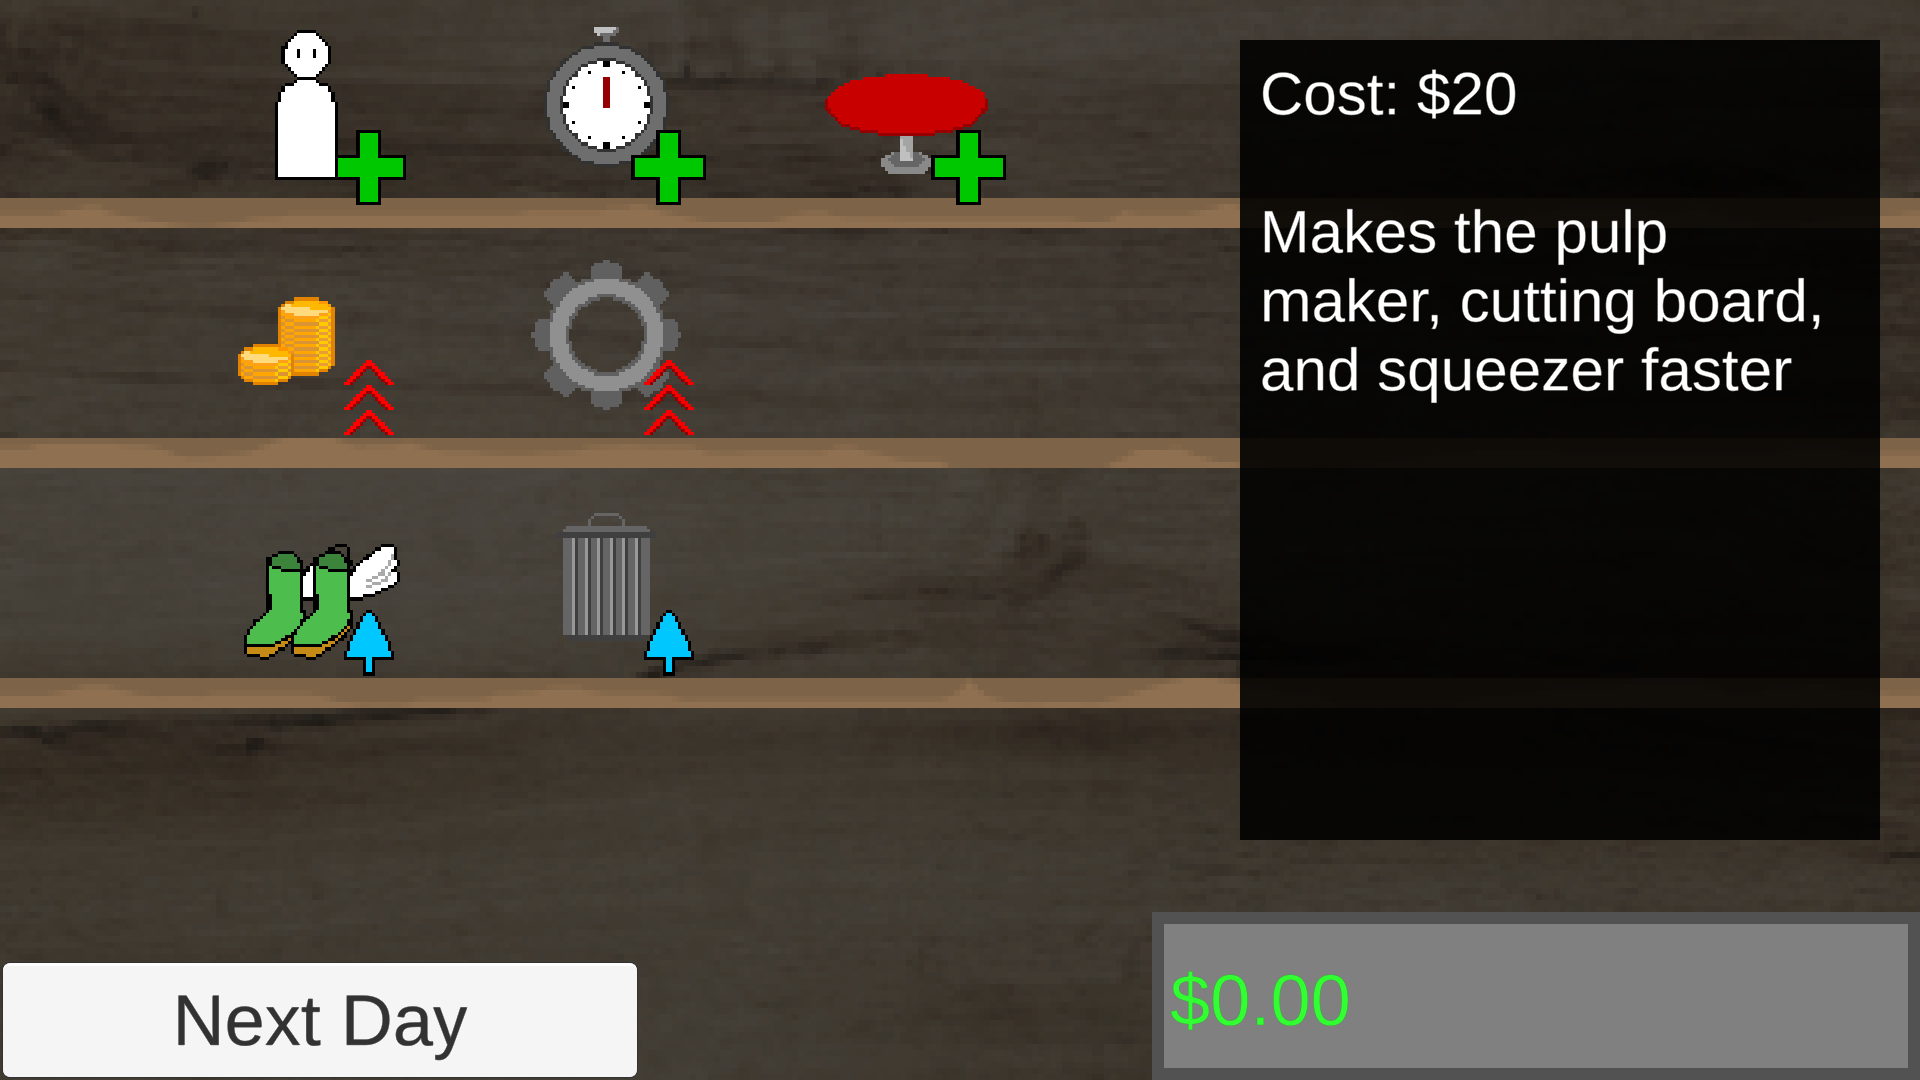 Cost: $20
Makes the pulp
maker, cutting board,
and squeezer faster
Next Day
$0.00